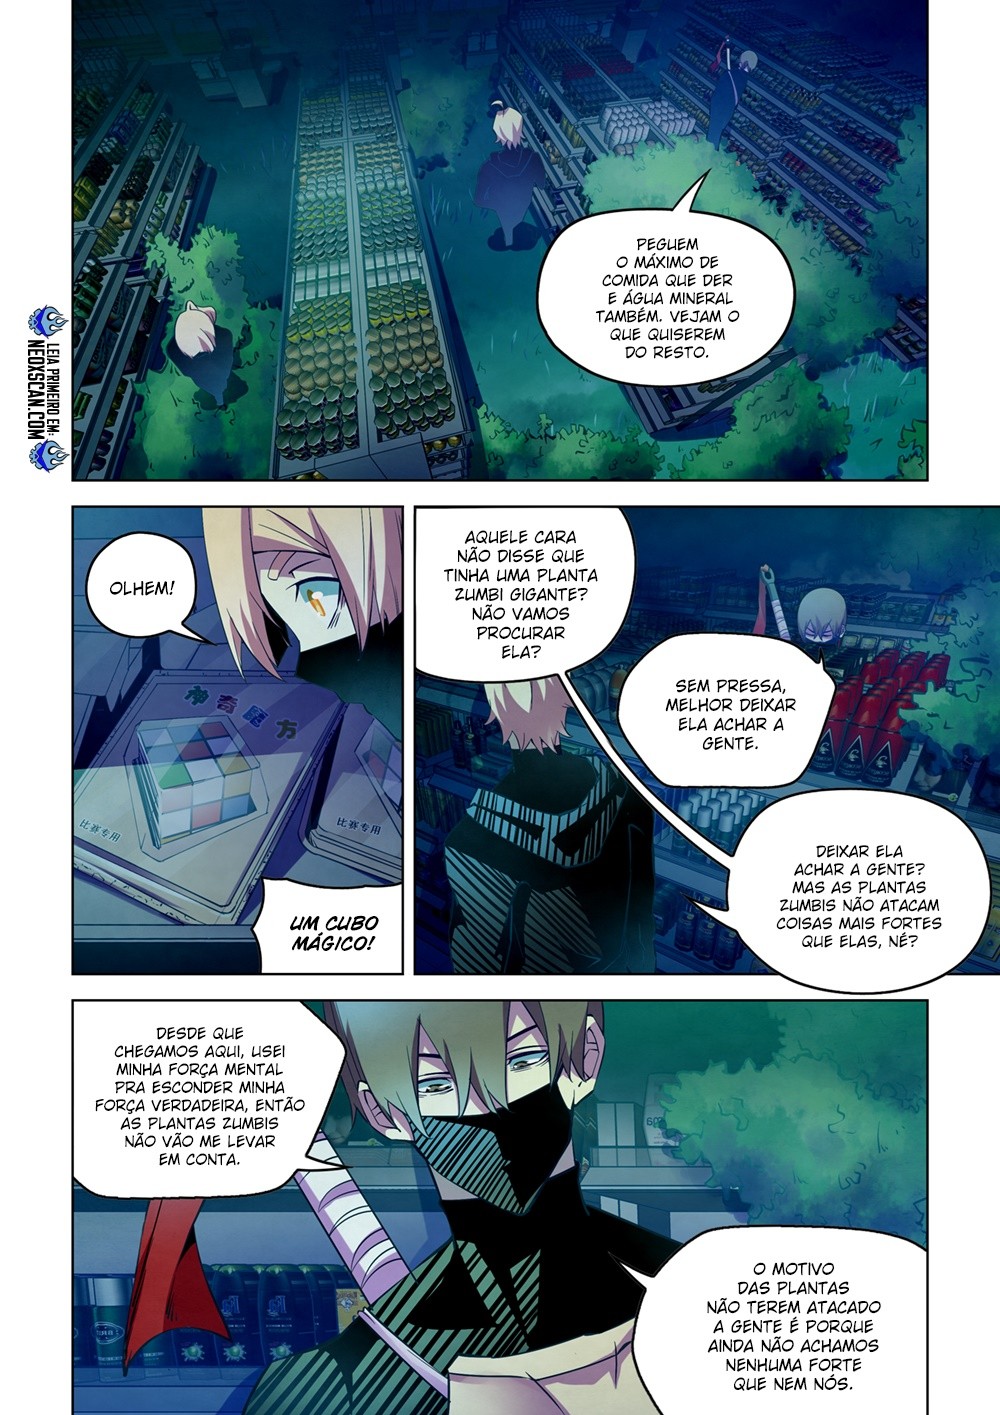 PEGUEM
O MÁXIMO DE
COMIDA QUE DER
E ÁGUA MINERAL
TAMBÉM. VEJAM O
QUE QUISEREM
DO RESTO.
LEIA PRIMEIRO EM:
NEOXSCAN.COM
OLHEM!
神奇魔方
比赛专用
比赛专用
UM CUBO
MÁGICO!
AQUELE CARA
NÃO DISSE QUE
TINHA UMA PLANTA
ZUMBI GIGANTE?
NÃO VAMOS
PROCURAR
ELA?
SEM PRESSA,
MELHOR DEIXAR
ELA ACHAR A
GENTE.
DEIXAR ELA
ACHAR A GENTE?
MAS AS PLANTAS
ZUMBIS NÃO ATACAM
COISAS MAIS FORTES
QUE ELAS, NÉ?
DESDE QUE
CHEGAMOS AQUI, USEI
MINHA FORÇA MENTAL
PRA ESCONDER MINHA
FORÇA VERDADEIRA, ENTÃO
AS PLANTAS ZUMBIS
NÃO VÃO ME LEVAR
EM CONTA.
O MOTIVO
DAS PLANTAS
NÃO TEREM ATACADO
A GENTE É PORQUE
AINDA NÃO ACHAMOS
NENHUMA FORTE
QUE NEM NÓS.